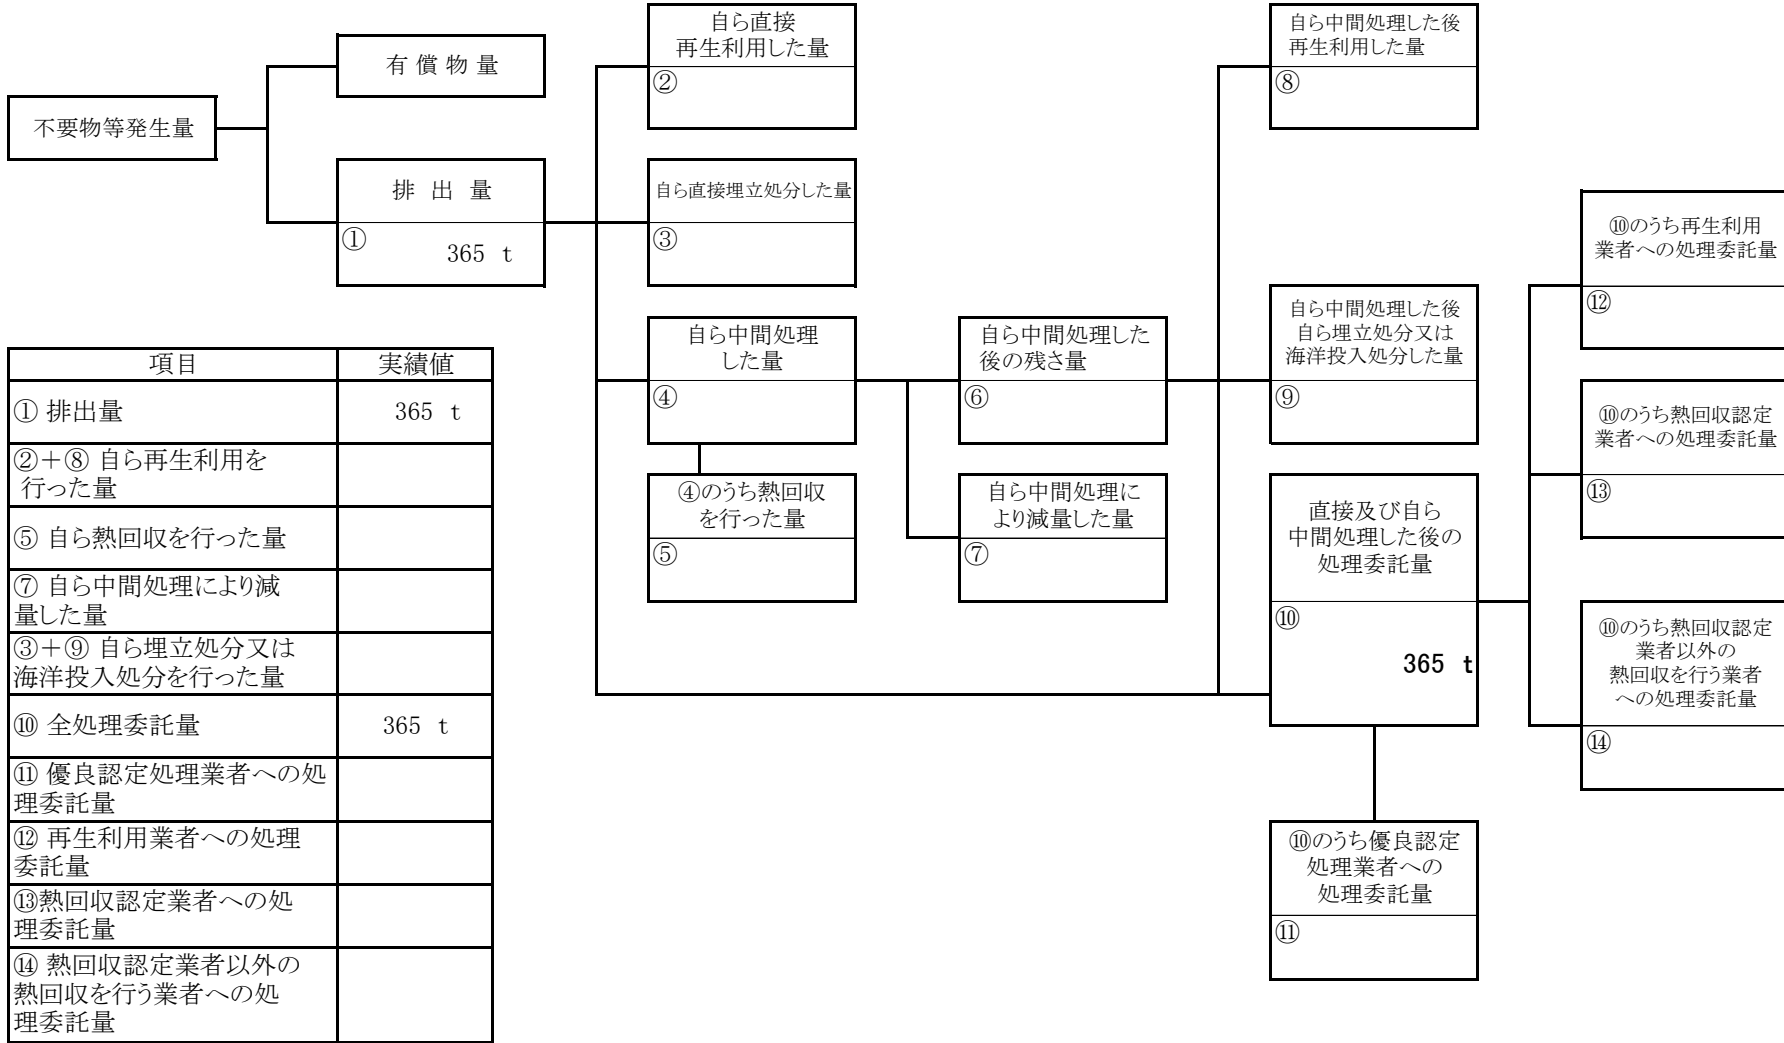 不要物等発生量
有 償 物 量
排 出 量
①
365 t
自ら直接
再生利用した量
②
自ら直接埋立処分した量
③
自ら中間処理
した量
④
④のうち熱回収
を行った量
⑤
自ら中間処理した
後の残さ量
⑥
自ら中間処理に
より減量した量
⑦
自ら中間処理した後
再生利用した量
⑧
自ら中間処理した後
自ら埋立処分又は
海洋投入処分した量
⑨
直接及び自ら
中間処理した後の
処理委託量
⑩
365 t
⑩のうち優良認定
処理業者への
処理委託量
⑪
⑩のうち再生利用
業者への処理委託量
⑫
⑩のうち熱回収認定
業者への処理委託量
⑬
⑩のうち熱回収認定
業者以外の
熱回収を行う業者
への処理委託量
⑭
項目 実績値
① 排出量 365 t
②+⑧ 自ら再生利用を
行った量
⑤ 自ら熱回収を行った量
⑦ 自ら中間処理により減
量した量
③+⑨ 自ら埋立処分又は
海洋投入処分を行った量
⑩ 全処理委託量 365 t
⑪ 優良認定処理業者への処
理委託量
⑫ 再生利用業者への処理
委託量
⑬熱回収認定業者への処
理委託量
⑭ 熱回収認定業者以外の
熱回収を行う業者への処
理委託量